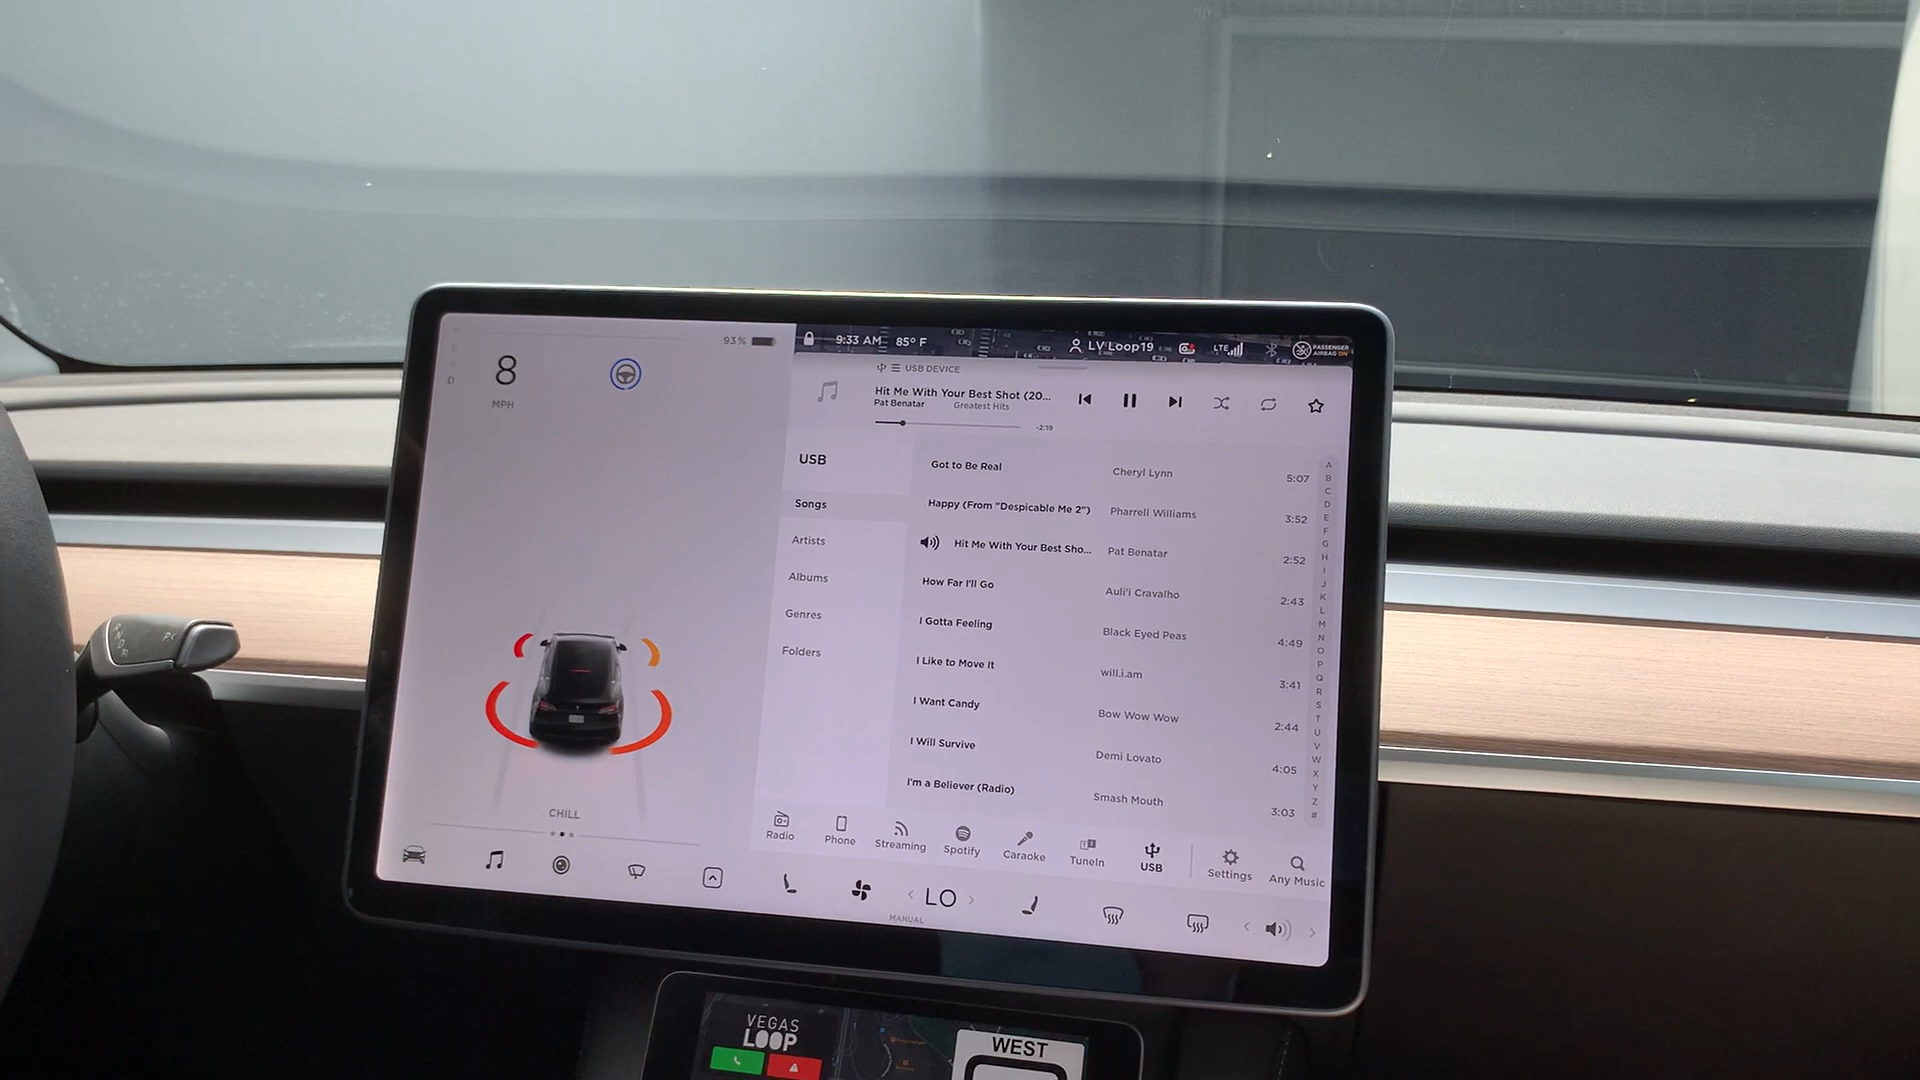 8
MPH
D
93%
9:33 AM
85° F
LV Loop19
LTE
PASSENGER
AIRBAG ON
USB DEVICE
Hit Me With Your Best Shot (20...
Pat Benatar
Greatest Hits
-2:19
USB
Songs
Artists
Albums
Genres
Folders
Got to Be Real Cheryl Lynn 5:07
Happy (From "Despicable Me 2") Pharrell Williams 3:52
Hit Me With Your Best Sho... Pat Benatar 2:52
How Far I'll Go Auli'i Cravalho 2:43
I Gotta Feeling Black Eyed Peas 4:49
I Like to Move It will.i.am 3:41
I Want Candy Bow Wow Wow 2:44
I Will Survive Demi Lovato 4:05
I'm a Believer (Radio) Smash Mouth 3:03
A
B
C
D
E
F
G
H
I
J
K
L
M
N
O
P
Q
R
S
T
U
V
W
X
Y
Z
#
CHILL
Radio
Phone
Streaming
Spotify
Caraoke
TuneIn
USB
Settings
Any Music
LO
MANUAL
R
N
D
P
VEGAS
LOOP
WEST